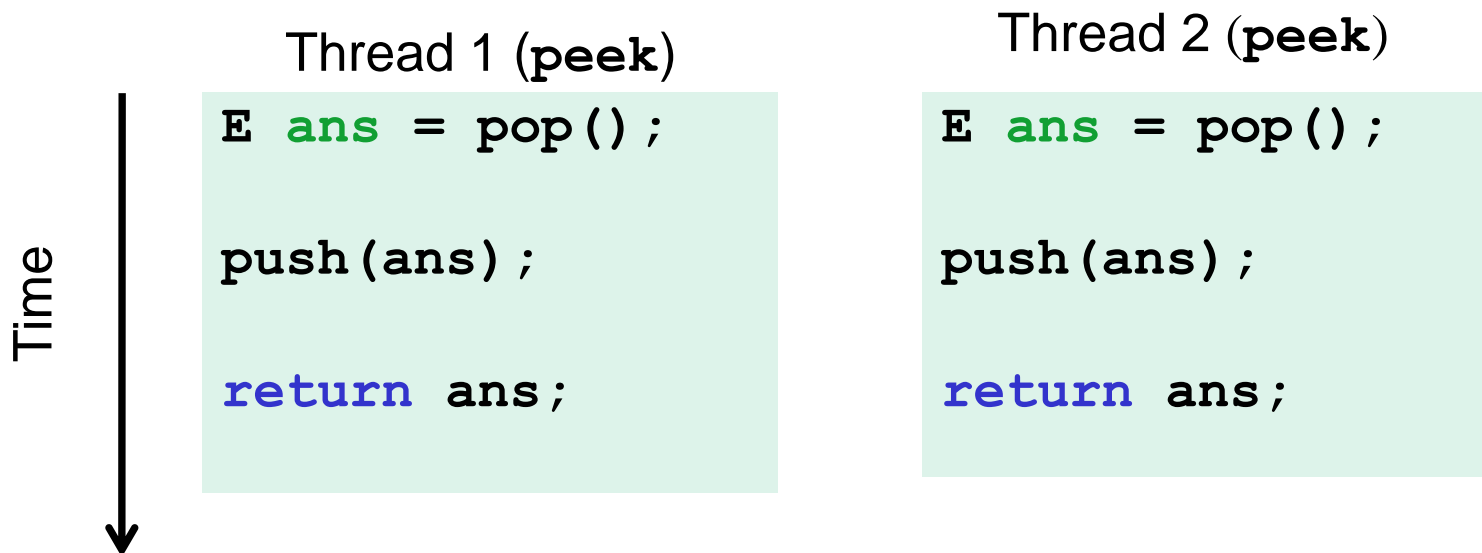 Thread 1 (peek)
E ans = pop();
push(ans);
return ans;
Thread 2 (peek)
E ans = pop();
push(ans);
return ans;
Time